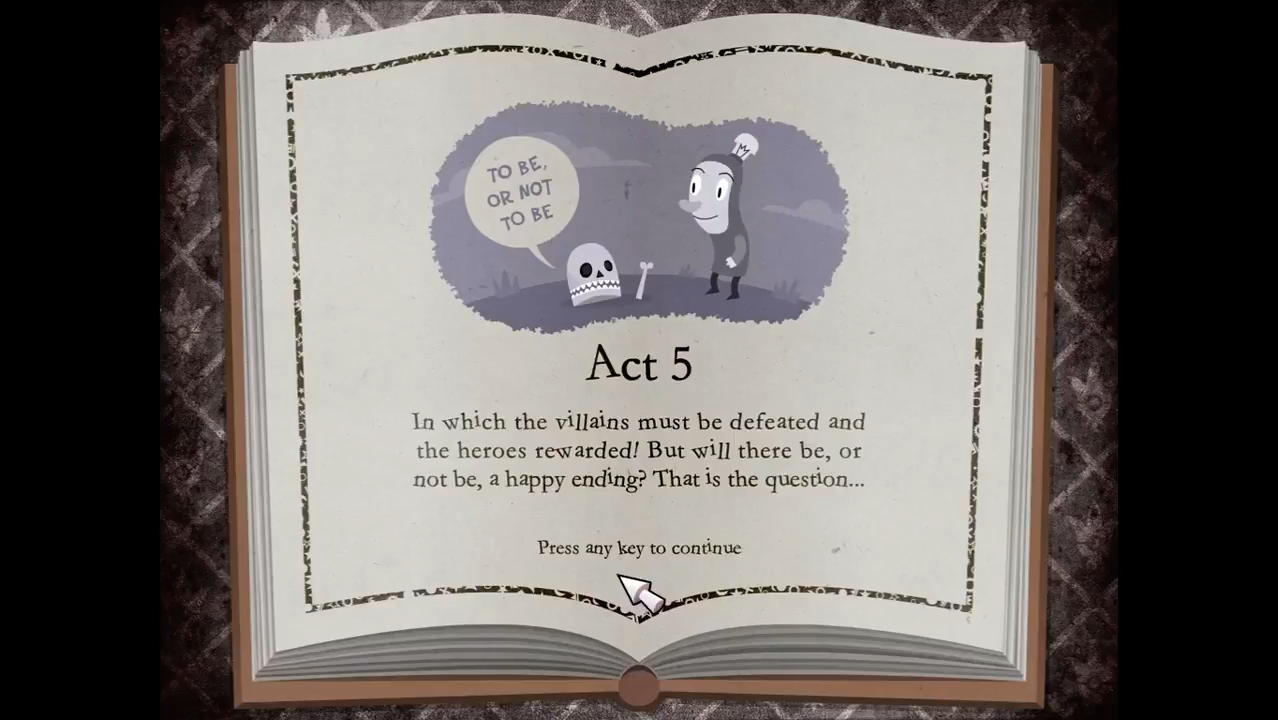 TO BE,
OR NOT
TO BE
Act 5
In which the villains must be defeated and
the heroes rewarded! But will there be, or
not be, a happy ending? That is the question...
Press any key to continue